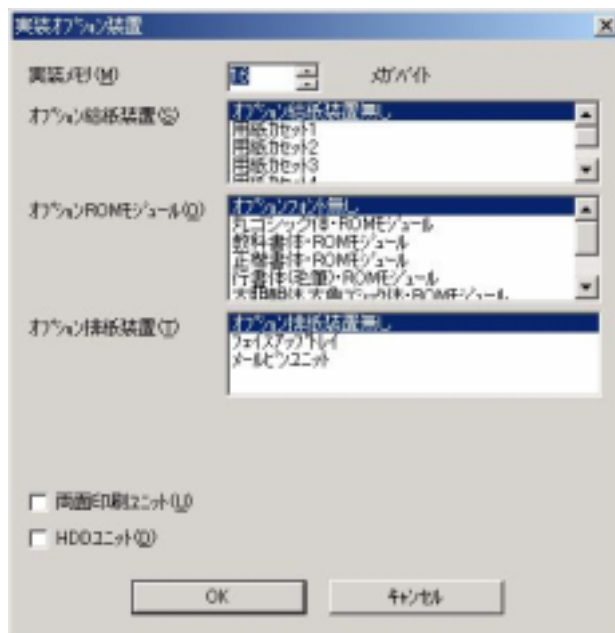 実装ｵﾌﾟｼｮﾝ装置
実装ﾒﾓﾘ(M)
16
ﾒｶﾞﾊﾞｲﾄ
ｵﾌﾟｼｮﾝ給紙装置(S)
ｵﾌﾟｼｮﾝ給紙装置無し
用紙ｶｾｯﾄ1
用紙ｶｾｯﾄ2
用紙ｶｾｯﾄ3
用紙ｶｾｯﾄ4
ｵﾌﾟｼｮﾝROMﾓｼﾞｭｰﾙ(O)
ｵﾌﾟｼｮﾝﾌｫﾝﾄ無し
丸ゴシック体・ROMﾓｼﾞｭｰﾙ
教科書体・ROMﾓｼﾞｭｰﾙ
正楷書体・ROMﾓｼﾞｭｰﾙ
行書体(毛筆)・ROMﾓｼﾞｭｰﾙ
ｵﾌﾟｼｮﾝ排紙装置(T)
ｵﾌﾟｼｮﾝ排紙装置無し
ﾌｪｲｽｱｯﾌﾟﾄﾚｲ
ﾒｰﾙﾋﾞﾝﾕﾆｯﾄ
両面印刷ﾕﾆｯﾄ(U)
HDDﾕﾆｯﾄ(D)
OK
ｷｬﾝｾﾙ